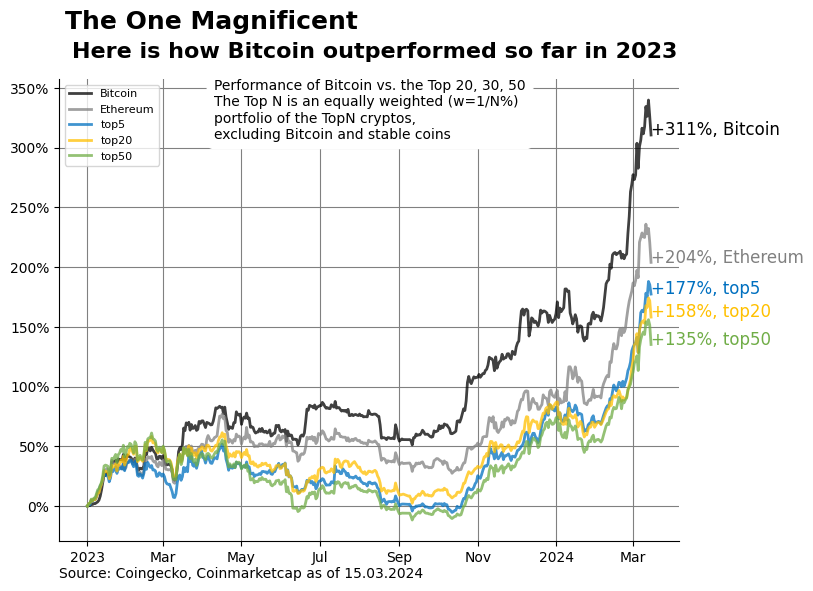 The One Magnificent
Here is how Bitcoin outperformed so far in 2023
350%
300%
250%
200%
150%
100%
50%
0%
Bitcoin
Ethereum
top5
top20
top50
Performance of Bitcoin vs. the Top 20, 30, 50
The Top N is an equally weighted (w=1/N%)
portfolio of the TopN cryptos,
excluding Bitcoin and stable coins
+311%, Bitcoin
+204%, Ethereum
+177%, top5
+158%, top20
+135%, top50
2023 Mar May Jul Sep Nov 2024 Mar
Source: Coingecko, Coinmarketcap as of 15.03.2024